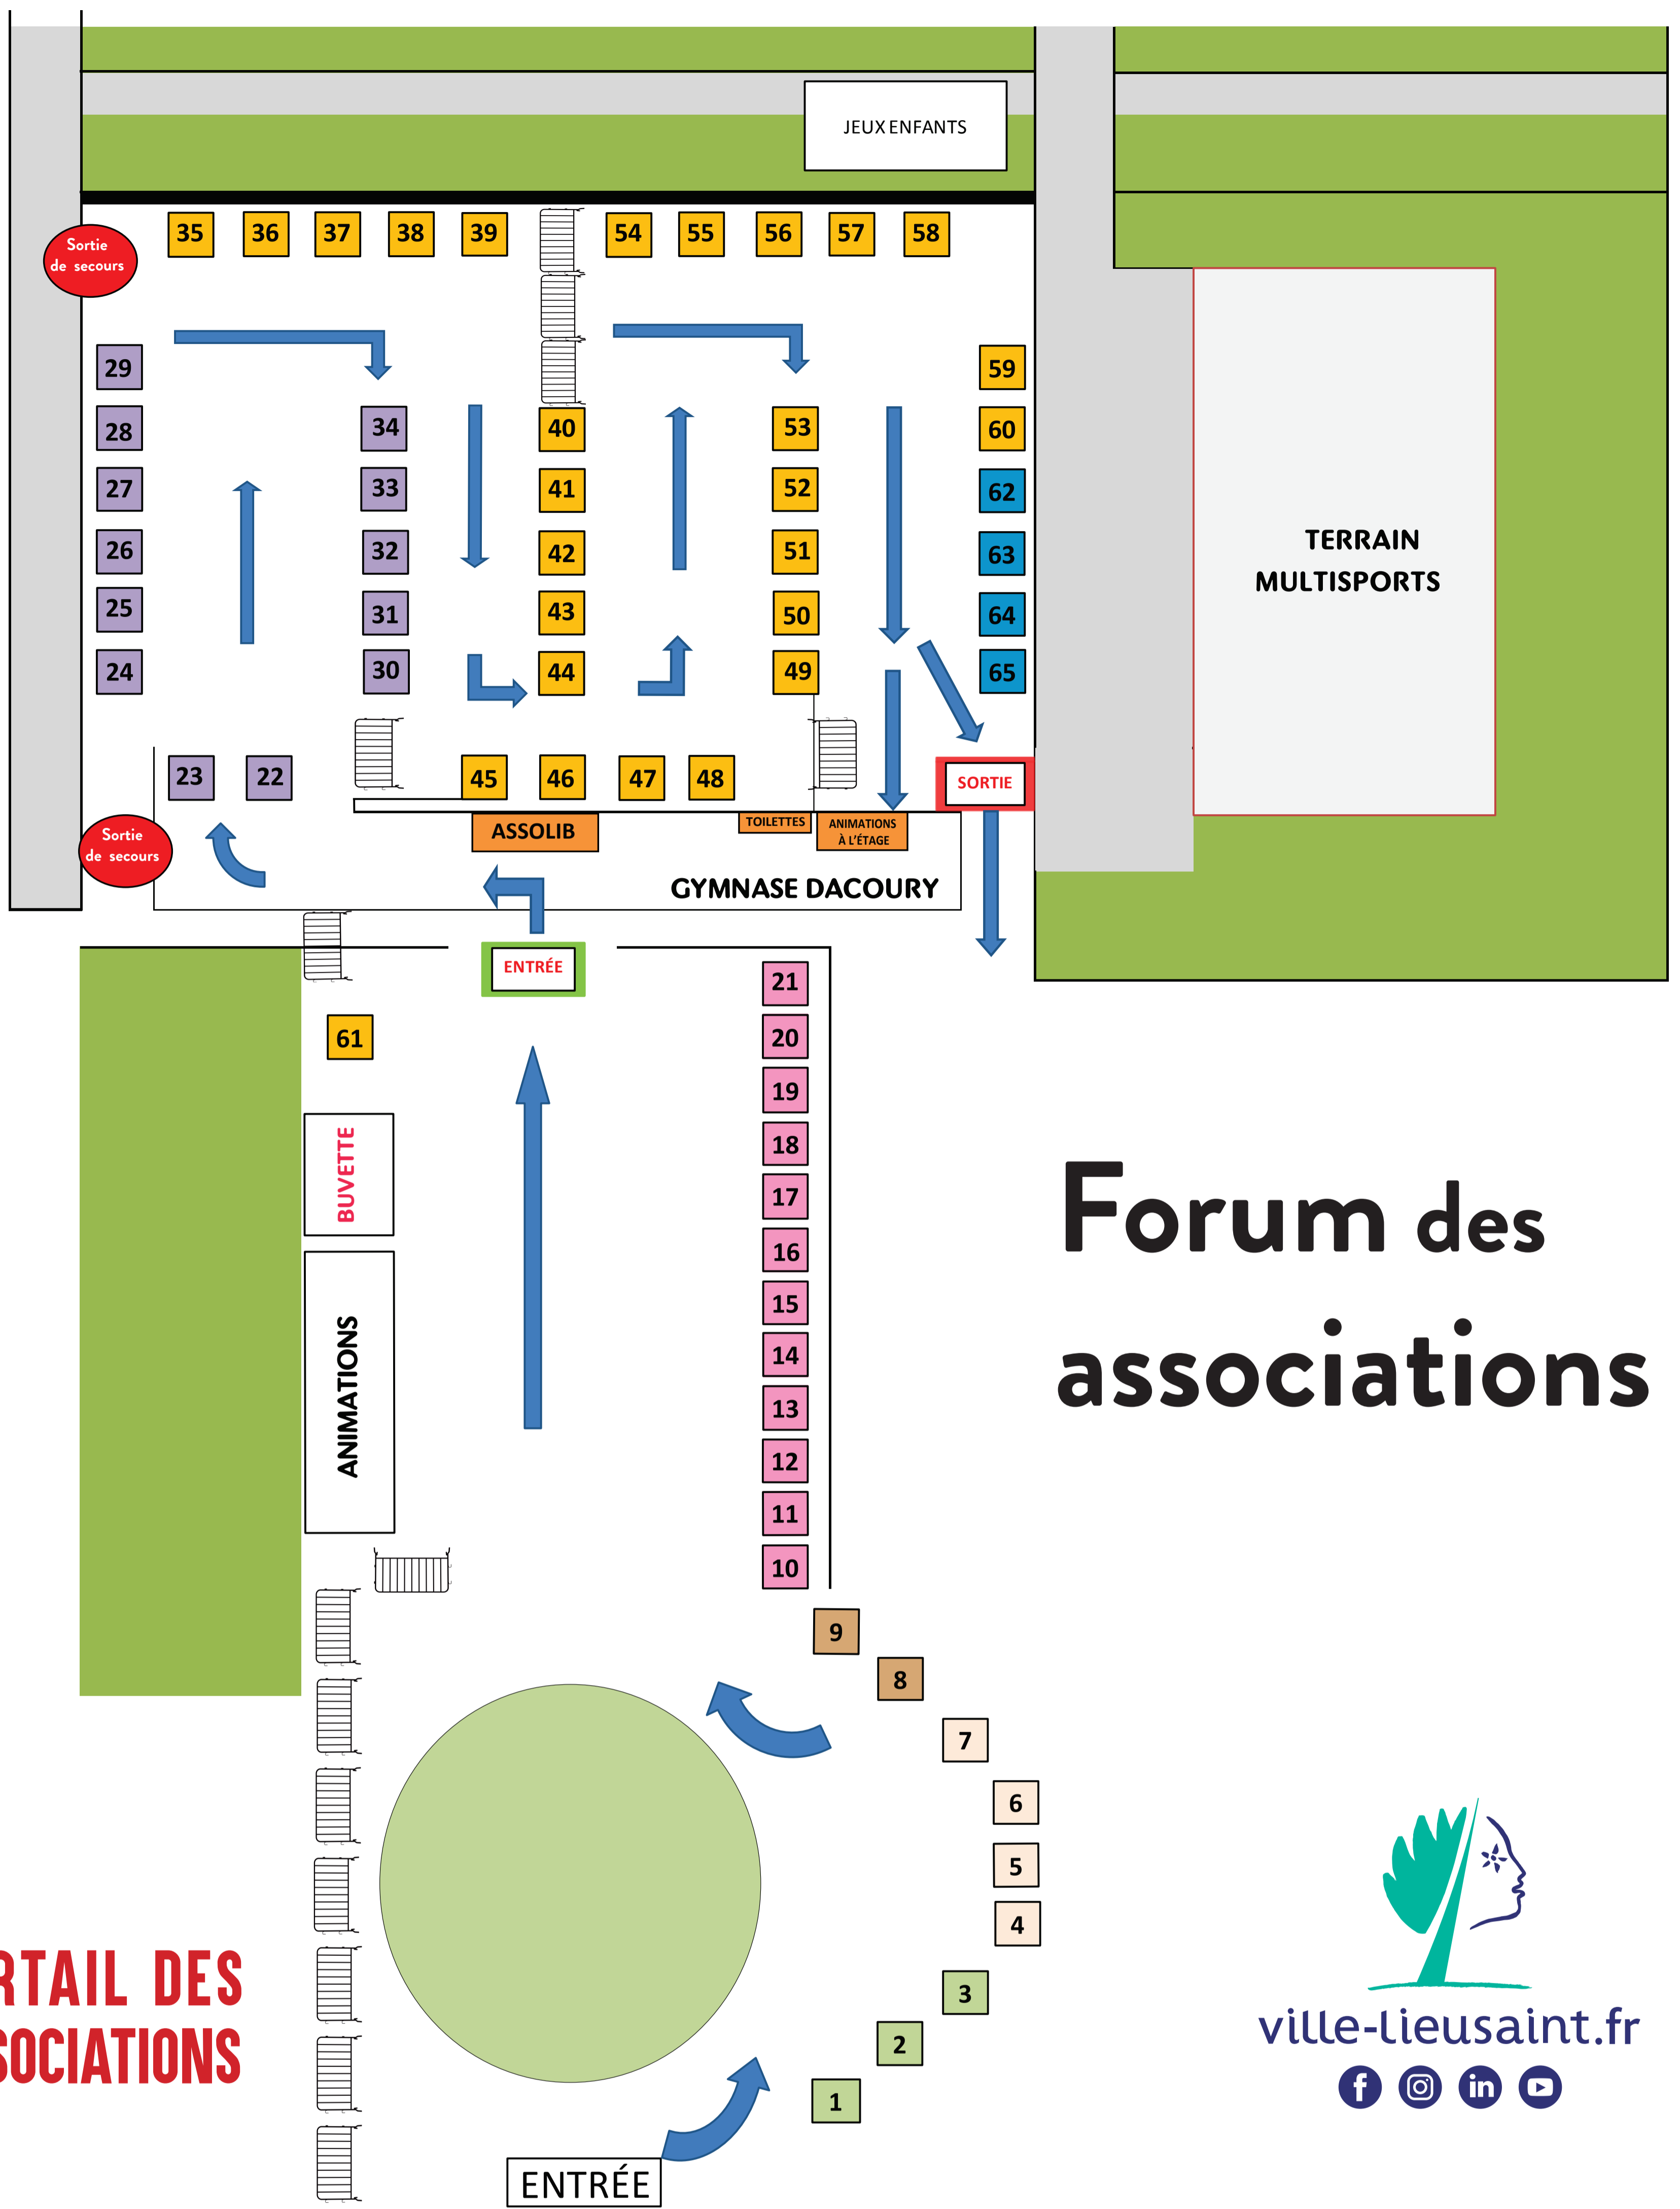 JEUX ENFANTS
35 36 37 38 39 54 55 56 57 58
Sortie
de secours
29 59
28 34 40 53 60
27 33 41 52 62
26 32 42 51 63
25 31 43 50 64
24 30 44 49 65
TERRAIN
MULTISPORTS
23 22 45 46 47 48
SORTIE
Sortie
de secours
ASSOLIB
TOILETTES
ANIMATIONS
À L'ÉTAGE
GYMNASE DACOURY
ENTRÉE
21
61
20
19
BUVETTE
18
17
16
15
ANIMATIONS
14
13
12
11
10
Forum des
associations
9
8
7
6
5
4
3
2
1
ENTRÉE
RTAIL DES
SOCIATIONS
ville-lieusaint.fr
f in